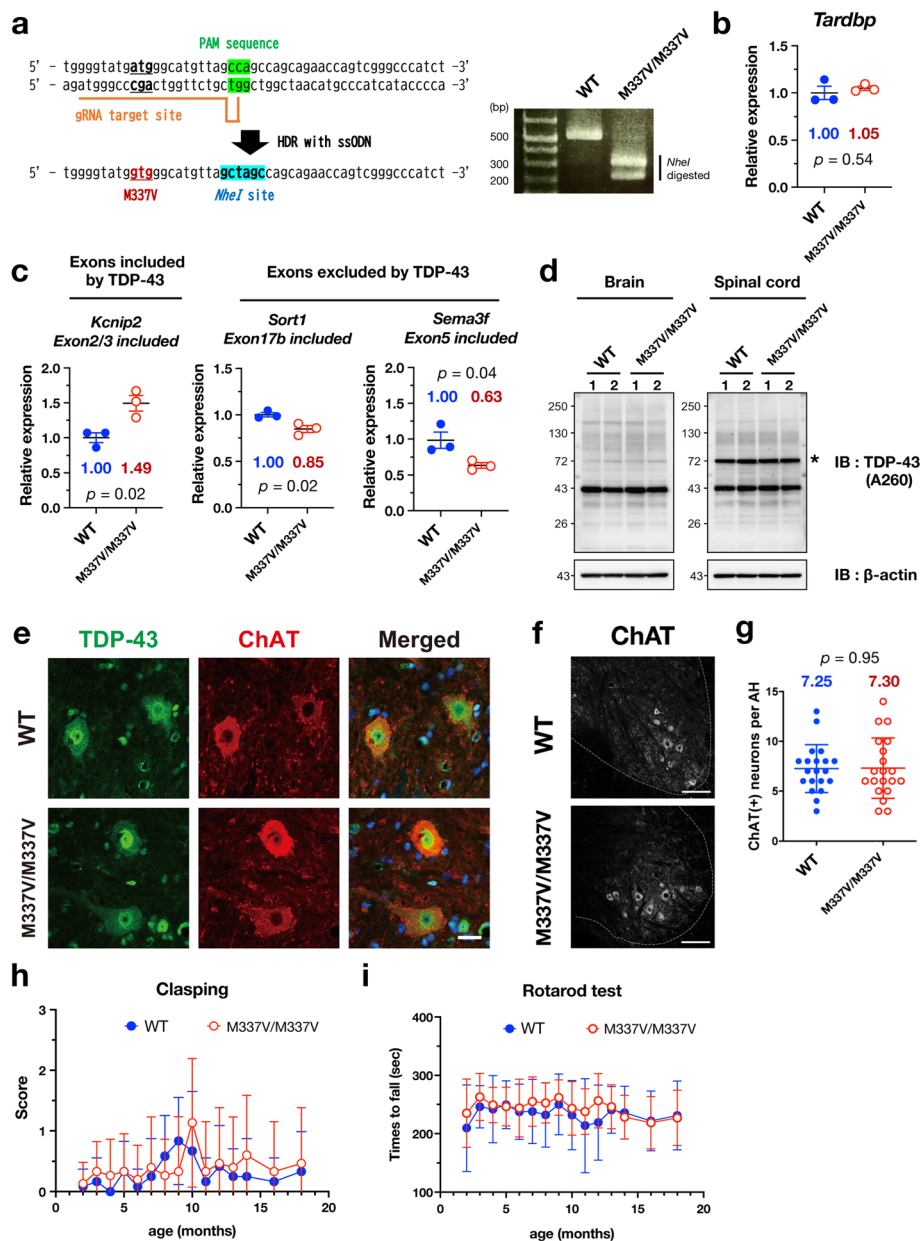 a
PAM sequence
5' - tggggtatgatgggcatgttagccagccagcagaaccagtcgggcccatct -3'
5' - agatgggcccgactggttctgctggctggctaacatgcccatcatacccca -3'
gRNA target site
HDR with ssODN
5' - tggggtatggtgggcatgttagctagccagcagaaccagtcgggcccatct -3'
M337V
NheI site
WT
M337V/M337V
(bp)
500
300
200
NheI
digested
b
Tardbp
Relative expression
1.5
1.0
0.5
0.0
1.00
1.05
p = 0.54
WT
M337V/M337V
c
Exons included
by TDP-43
Exons excluded by TDP-43
Kcnip2
Exon2/3 included
Relative expression
2.0
1.5
1.0
0.5
0.0
1.00
1.49
p = 0.02
WT
M337V/M337V
Sort1
Exon17b included
Relative expression
1.5
1.0
0.5
0.0
1.00
0.85
p = 0.02
WT
M337V/M337V
Sema3f
Exon5 included
Relative expression
2.0
1.5
1.0
0.5
0.0
p = 0.04
1.00
0.63
WT
M337V/M337V
d
Brain
Spinal cord
WT
M337V/M337V
WT
M337V/M337V
1 2 1 2
1 2 1 2
250
130
72
43
26
43
250
130
72
43
26
43
*
IB : TDP-43
(A260)
IB : β-actin
e
TDP-43
ChAT
Merged
WT
M337V/M337V
f
ChAT
WT
M337V/M337V
g
p = 0.95
7.25
7.30
ChAT(+) neurons per AH
15
10
5
0
WT
M337V/M337V
h
Clasping
WT
M337V/M337V
Score
3
2
1
0
0 5 10 15 20
age (months)
i
Rotarod test
WT
M337V/M337V
Times to fall (sec)
400
300
200
100
0 5 10 15 20
age (months)